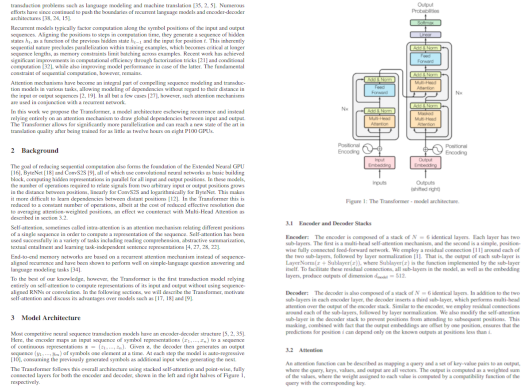 transduction problems such as language modeling and machine translation [35, 2, 5]. Numerous
efforts have since continued to push the boundaries of recurrent language models and encoder-decoder
architectures [38, 24, 15].
Recurrent models typically factor computation along the symbol positions of the input and output
sequences. Aligning the positions to steps in computation time, they generate a sequence of hidden
states h_t, as a function of the previous hidden state h_{t-1} and the input for position t. This inherently
sequential nature precludes parallelization within training examples, which becomes critical at longer
sequence lengths, as memory constraints limit batching across examples. Recent work has achieved
significant improvements in computational efficiency through factorization tricks [21] and conditional
computation [32], while also improving model performance in case of the latter. The fundamental
constraint of sequential computation, however, remains.
Attention mechanisms have become an integral part of compelling sequence modeling and transduc-
tion models in various tasks, allowing modeling of dependencies without regard to their distance in
the input or output sequences [2, 19]. In all but a few cases [27], however, such attention mechanisms
are used in conjunction with a recurrent network.
In this work we propose the Transformer, a model architecture eschewing recurrence and instead
relying entirely on an attention mechanism to draw global dependencies between input and output.
The Transformer allows for significantly more parallelization and can reach a new state of the art in
translation quality after being trained for as little as twelve hours on eight P100 GPUs.
2 Background
The goal of reducing sequential computation also forms the foundation of the Extended Neural GPU
[16], ByteNet [18] and ConvS2S [9], all of which use convolutional neural networks as basic building
block, computing hidden representations in parallel for all input and output positions. In these models,
the number of operations required to relate signals from two arbitrary input or output positions grows
in the distance between positions, linearly for ConvS2S and logarithmically for ByteNet. This makes
it more difficult to learn dependencies between distant positions [12]. In the Transformer this is
reduced to a constant number of operations, albeit at the cost of reduced effective resolution due
to averaging attention-weighted positions, an effect we counteract with Multi-Head Attention as
described in section 3.2.
Self-attention, sometimes called intra-attention is an attention mechanism relating different positions
of a single sequence in order to compute a representation of the sequence. Self-attention has been
used successfully in a variety of tasks including reading comprehension, abstractive summarization,
textual entailment and learning task-independent sentence representations [4, 27, 28, 22].
End-to-end memory networks are based on a recurrent attention mechanism instead of sequence-
aligned recurrence and have been shown to perform well on simple-language question answering and
language modeling tasks [34].
To the best of our knowledge, however, the Transformer is the first transduction model relying
entirely on self-attention to compute representations of its input and output without using sequence-
aligned RNNs or convolution. In the following sections, we will describe the Transformer, motivate
self-attention and discuss its advantages over models such as [17, 18] and [9].
3 Model Architecture
Most competitive neural sequence transduction models have an encoder-decoder structure [5, 2, 35].
Here, the encoder maps an input sequence of symbol representations (x_1, ..., x_n) to a sequence
of continuous representations z = (z_1, ..., z_n). Given z, the decoder then generates an output
sequence (y_1, ..., y_m) of symbols one element at a time. At each step the model is auto-regressive
[10], consuming the previously generated symbols as additional input when generating the next.
The Transformer follows this overall architecture using stacked self-attention and point-wise, fully
connected layers for both the encoder and decoder, shown in the left and right halves of Figure 1,
respectively.
Output
Probabilities
Softmax
Linear
Add & Norm
Feed
Forward
Add & Norm
Add & Norm
Multi-Head
Attention
Feed
Forward
Nx
Nx
Add & Norm
Add & Norm
Multi-Head
Attention
Masked
Multi-Head
Attention
Positional
Encoding
Positional
Encoding
Input
Embedding
Output
Embedding
Inputs
Outputs
(shifted right)
Figure 1: The Transformer - model architecture.
3.1 Encoder and Decoder Stacks
Encoder: The encoder is composed of a stack of N = 6 identical layers. Each layer has two
sub-layers. The first is a multi-head self-attention mechanism, and the second is a simple, position-
wise fully connected feed-forward network. We employ a residual connection [11] around each of
the two sub-layers, followed by layer normalization [1]. That is, the output of each sub-layer is
LayerNorm(x + Sublayer(x)), where Sublayer(x) is the function implemented by the sub-layer
itself. To facilitate these residual connections, all sub-layers in the model, as well as the embedding
layers, produce outputs of dimension d_model = 512.
Decoder: The decoder is also composed of a stack of N = 6 identical layers. In addition to the two
sub-layers in each encoder layer, the decoder inserts a third sub-layer, which performs multi-head
attention over the output of the encoder stack. Similar to the encoder, we employ residual connections
around each of the sub-layers, followed by layer normalization. We also modify the self-attention
sub-layer in the decoder stack to prevent positions from attending to subsequent positions. This
masking, combined with fact that the output embeddings are offset by one position, ensures that the
predictions for position i can depend only on the known outputs at positions less than i.
3.2 Attention
An attention function can be described as mapping a query and a set of key-value pairs to an output,
where the query, keys, values, and output are all vectors. The output is computed as a weighted sum
of the values, where the weight assigned to each value is computed by a compatibility function of the
query with the corresponding key.